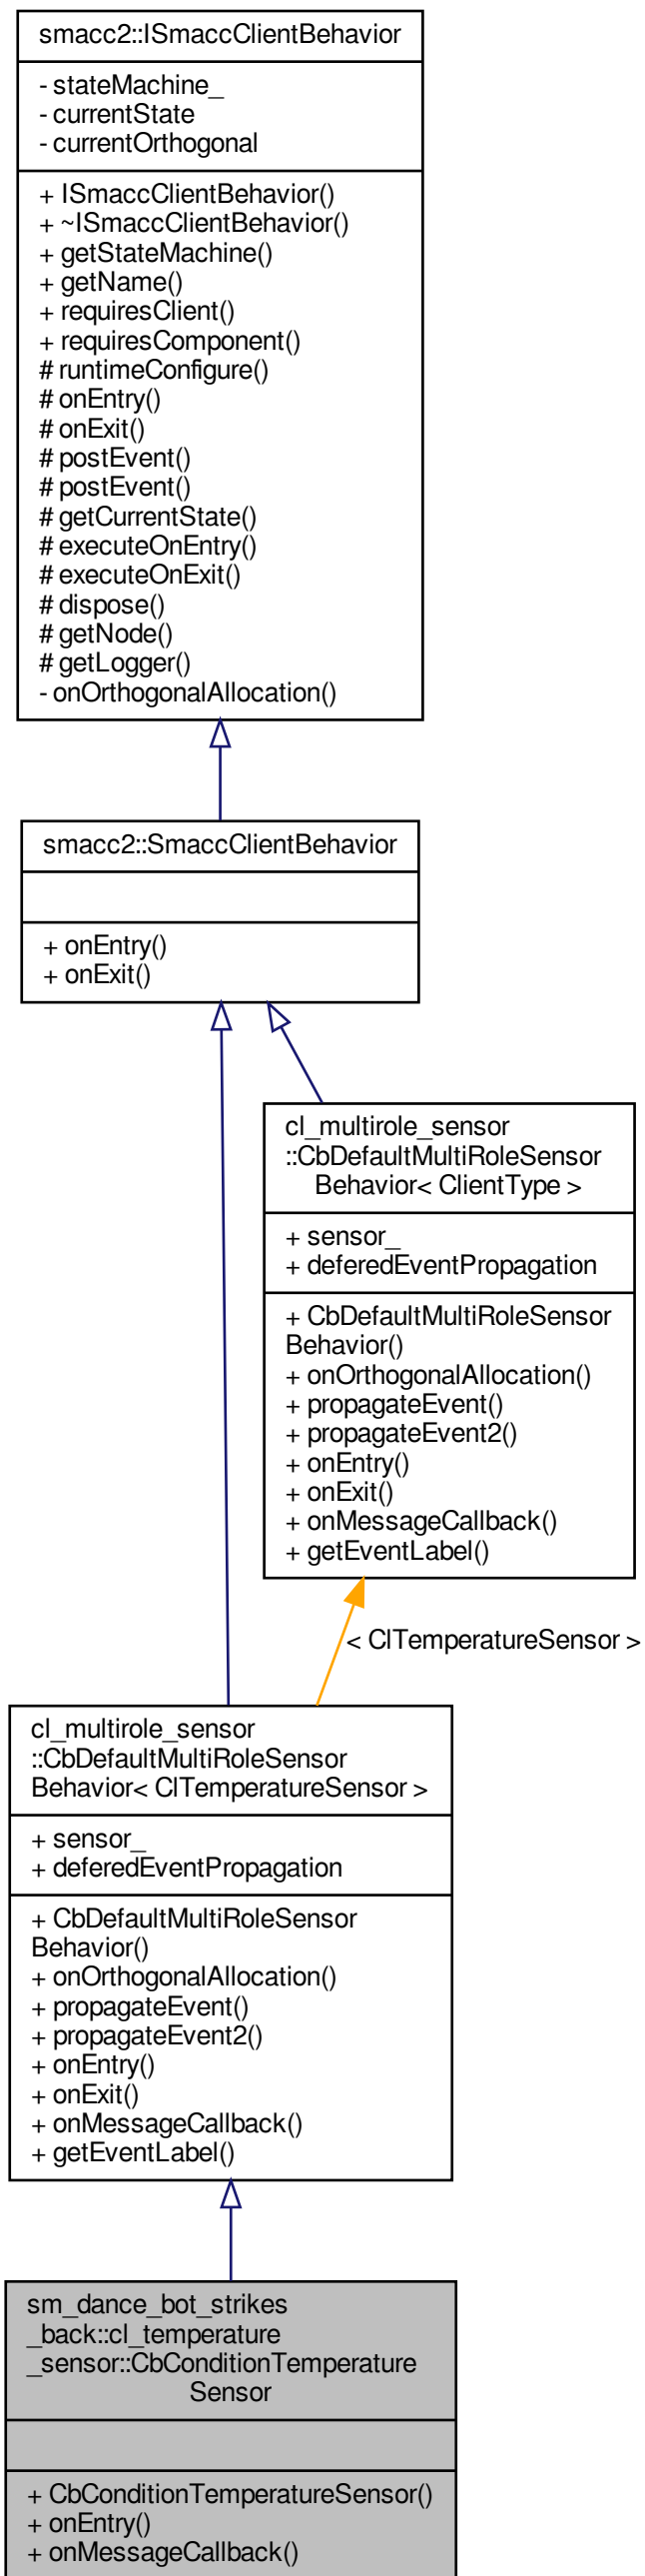 smacc2::ISmaccClientBehavior
- stateMachine_
- currentState
- currentOrthogonal
+ ISmaccClientBehavior()
+ ~ISmaccClientBehavior()
+ getStateMachine()
+ getName()
+ requiresClient()
+ requiresComponent()
# runtimeConfigure()
# onEntry()
# onExit()
# postEvent()
# postEvent()
# getCurrentState()
# executeOnEntry()
# executeOnExit()
# dispose()
# getNode()
# getLogger()
- onOrthogonalAllocation()
smacc2::SmaccClientBehavior
+ onEntry()
+ onExit()
cl_multirole_sensor
::CbDefaultMultiRoleSensor
Behavior< ClientType >
+ sensor_
+ deferedEventPropagation
+ CbDefaultMultiRoleSensor
Behavior()
+ onOrthogonalAllocation()
+ propagateEvent()
+ propagateEvent2()
+ onEntry()
+ onExit()
+ onMessageCallback()
+ getEventLabel()
< ClTemperatureSensor >
cl_multirole_sensor
::CbDefaultMultiRoleSensor
Behavior< ClTemperatureSensor >
+ sensor_
+ deferedEventPropagation
+ CbDefaultMultiRoleSensor
Behavior()
+ onOrthogonalAllocation()
+ propagateEvent()
+ propagateEvent2()
+ onEntry()
+ onExit()
+ onMessageCallback()
+ getEventLabel()
sm_dance_bot_strikes
_back::cl_temperature
_sensor::CbConditionTemperature
Sensor
+ CbConditionTemperatureSensor()
+ onEntry()
+ onMessageCallback()